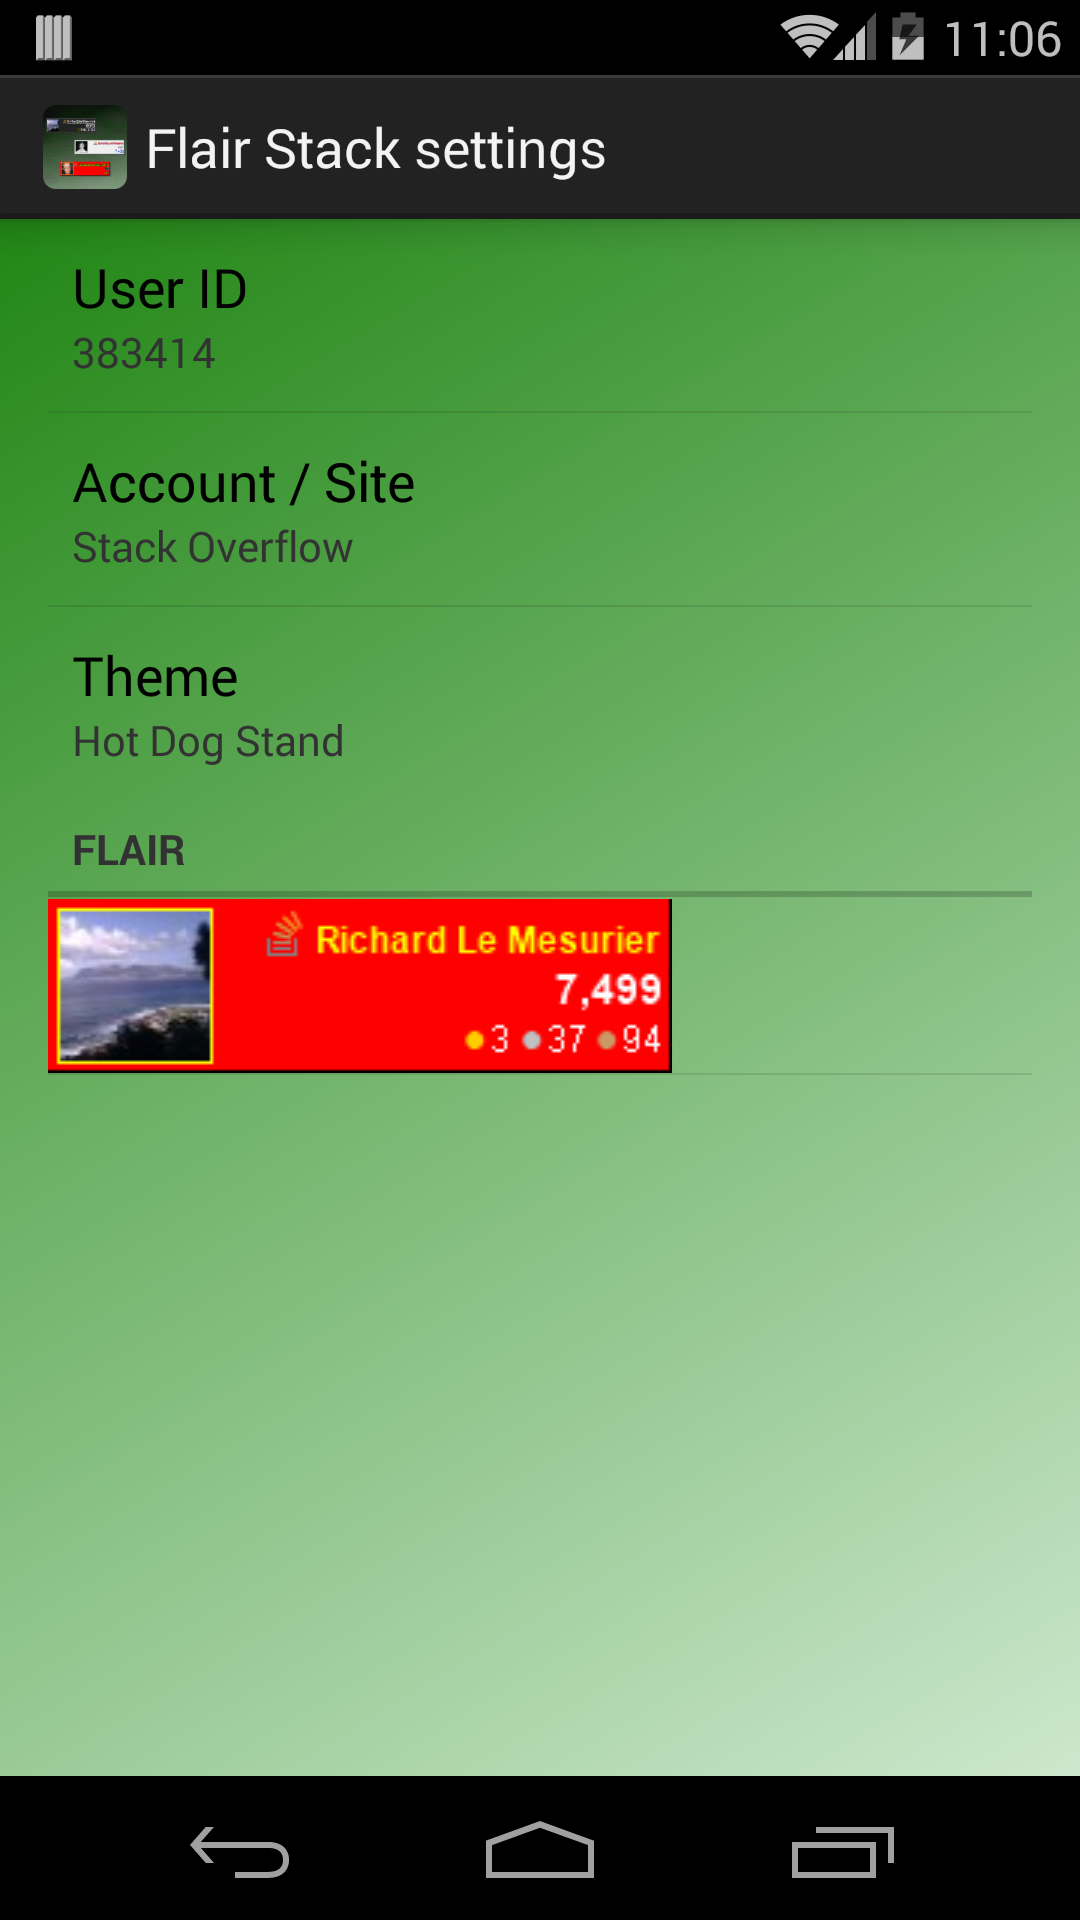 11:06
Flair Stack settings
User ID
383414
Account / Site
Stack Overflow
Theme
Hot Dog Stand
FLAIR
Richard Le Mesurier
7,499
3 37 94